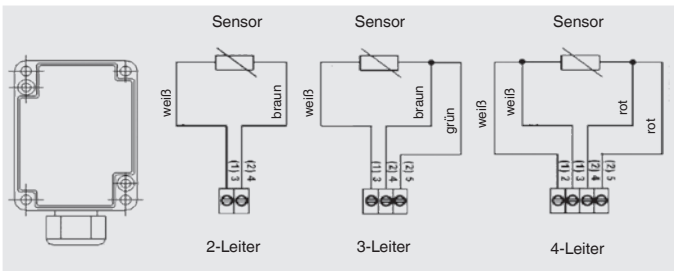 Sensor
Sensor
Sensor
weiß
braun
weiß
braun
grün
weiß
weiß
rot
rot
(1) 3
(2) 4
(1) 3
(2) 4
(2) 5
(1) 2
(1) 3
(2) 4
(2) 5
2-Leiter
3-Leiter
4-Leiter